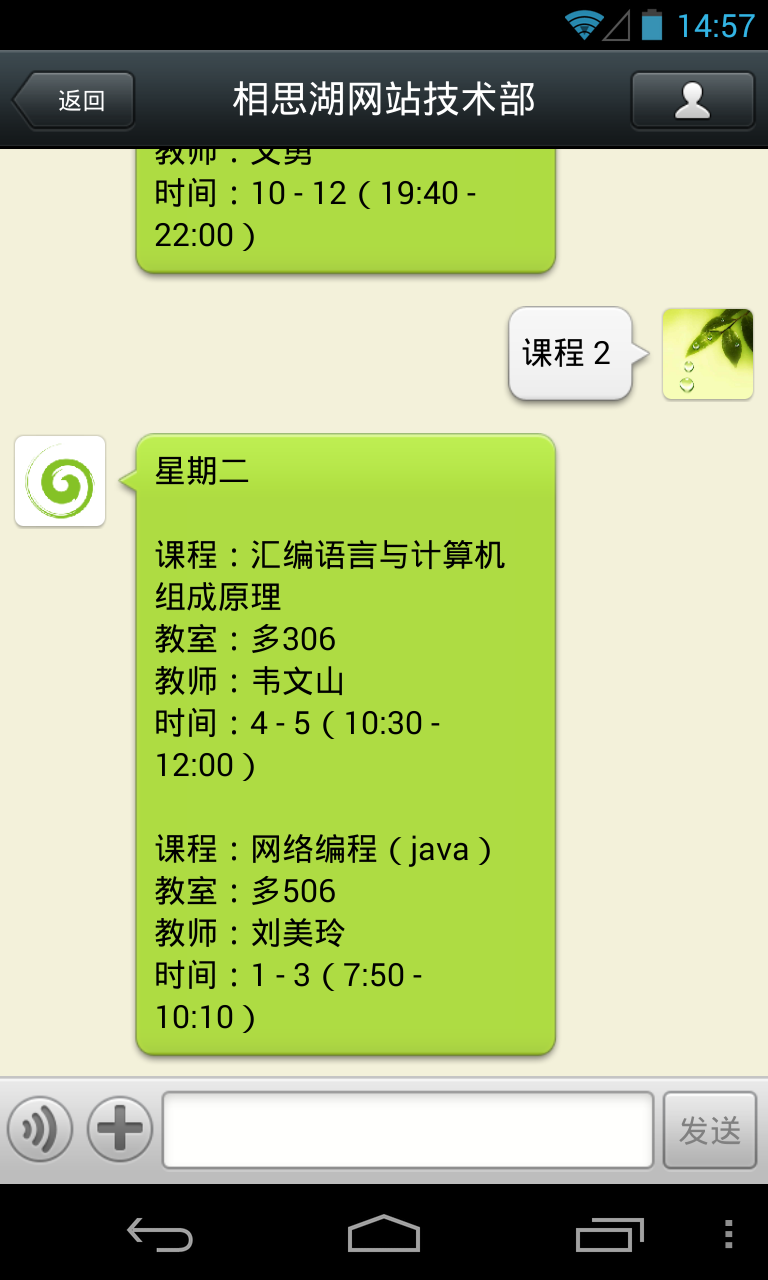 14:57
返回
相思湖网站技术部
教师：文勇
时间：10 - 12（19:40 -
22:00）
课程 2
星期二
课程：汇编语言与计算机
组成原理
教室：多306
教师：韦文山
时间：4 - 5（10:30 -
12:00）
课程：网络编程（java）
教室：多506
教师：刘美玲
时间：1 - 3（7:50 -
10:10）
发送